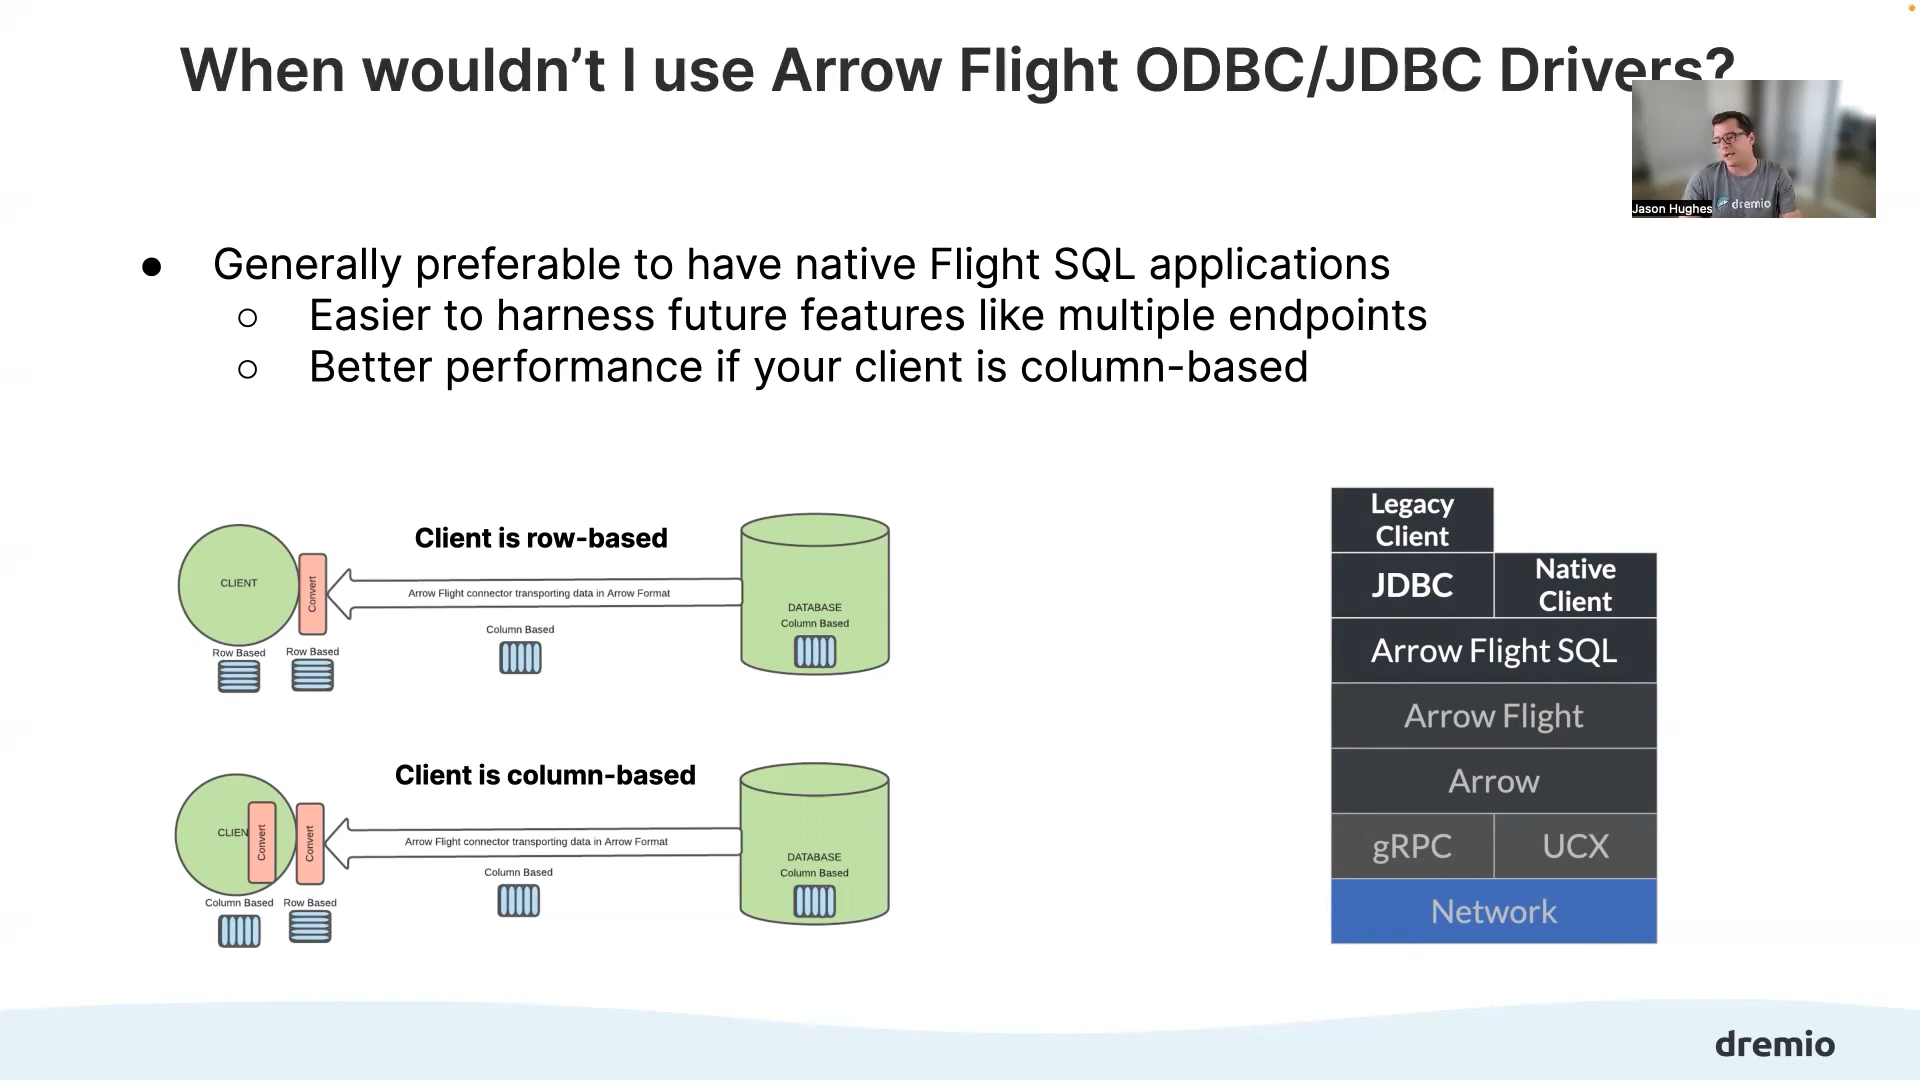 When wouldn’t I use Arrow Flight ODBC/JDBC Drivers?
Jason Hughes
dremio
● Generally preferable to have native Flight SQL applications
○ Easier to harness future features like multiple endpoints
○ Better performance if your client is column-based
Client is row-based
CLIENT
Convert
Arrow Flight connector transporting data in Arrow Format
DATABASE
Column Based
Column Based
Row Based
Row Based
Client is column-based
CLIEN
Convert
Convert
Arrow Flight connector transporting data in Arrow Format
DATABASE
Column Based
Column Based
Column Based
Row Based
Legacy
Client
JDBC
Native
Client
Arrow Flight SQL
Arrow Flight
Arrow
gRPC
UCX
Network
dremio